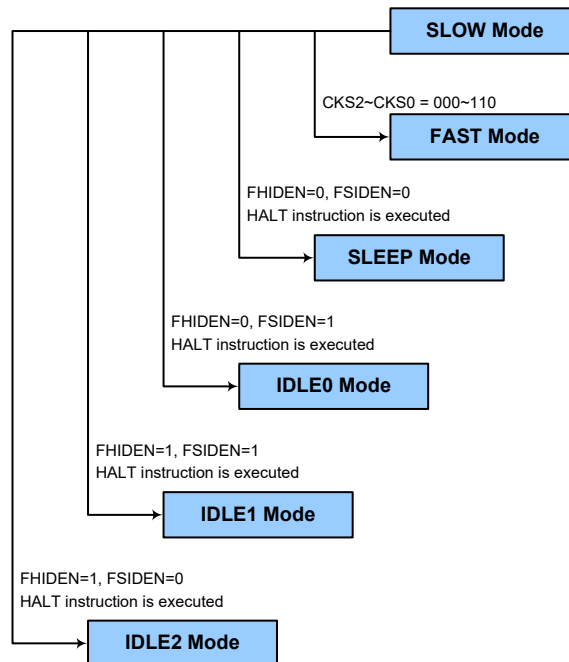 SLOW Mode
CKS2~CKS0 = 000~110
FAST Mode
FHIDEN=0, FSIDEN=0
HALT instruction is executed
SLEEP Mode
FHIDEN=0, FSIDEN=1
HALT instruction is executed
IDLE0 Mode
FHIDEN=1, FSIDEN=1
HALT instruction is executed
IDLE1 Mode
FHIDEN=1, FSIDEN=0
HALT instruction is executed
IDLE2 Mode